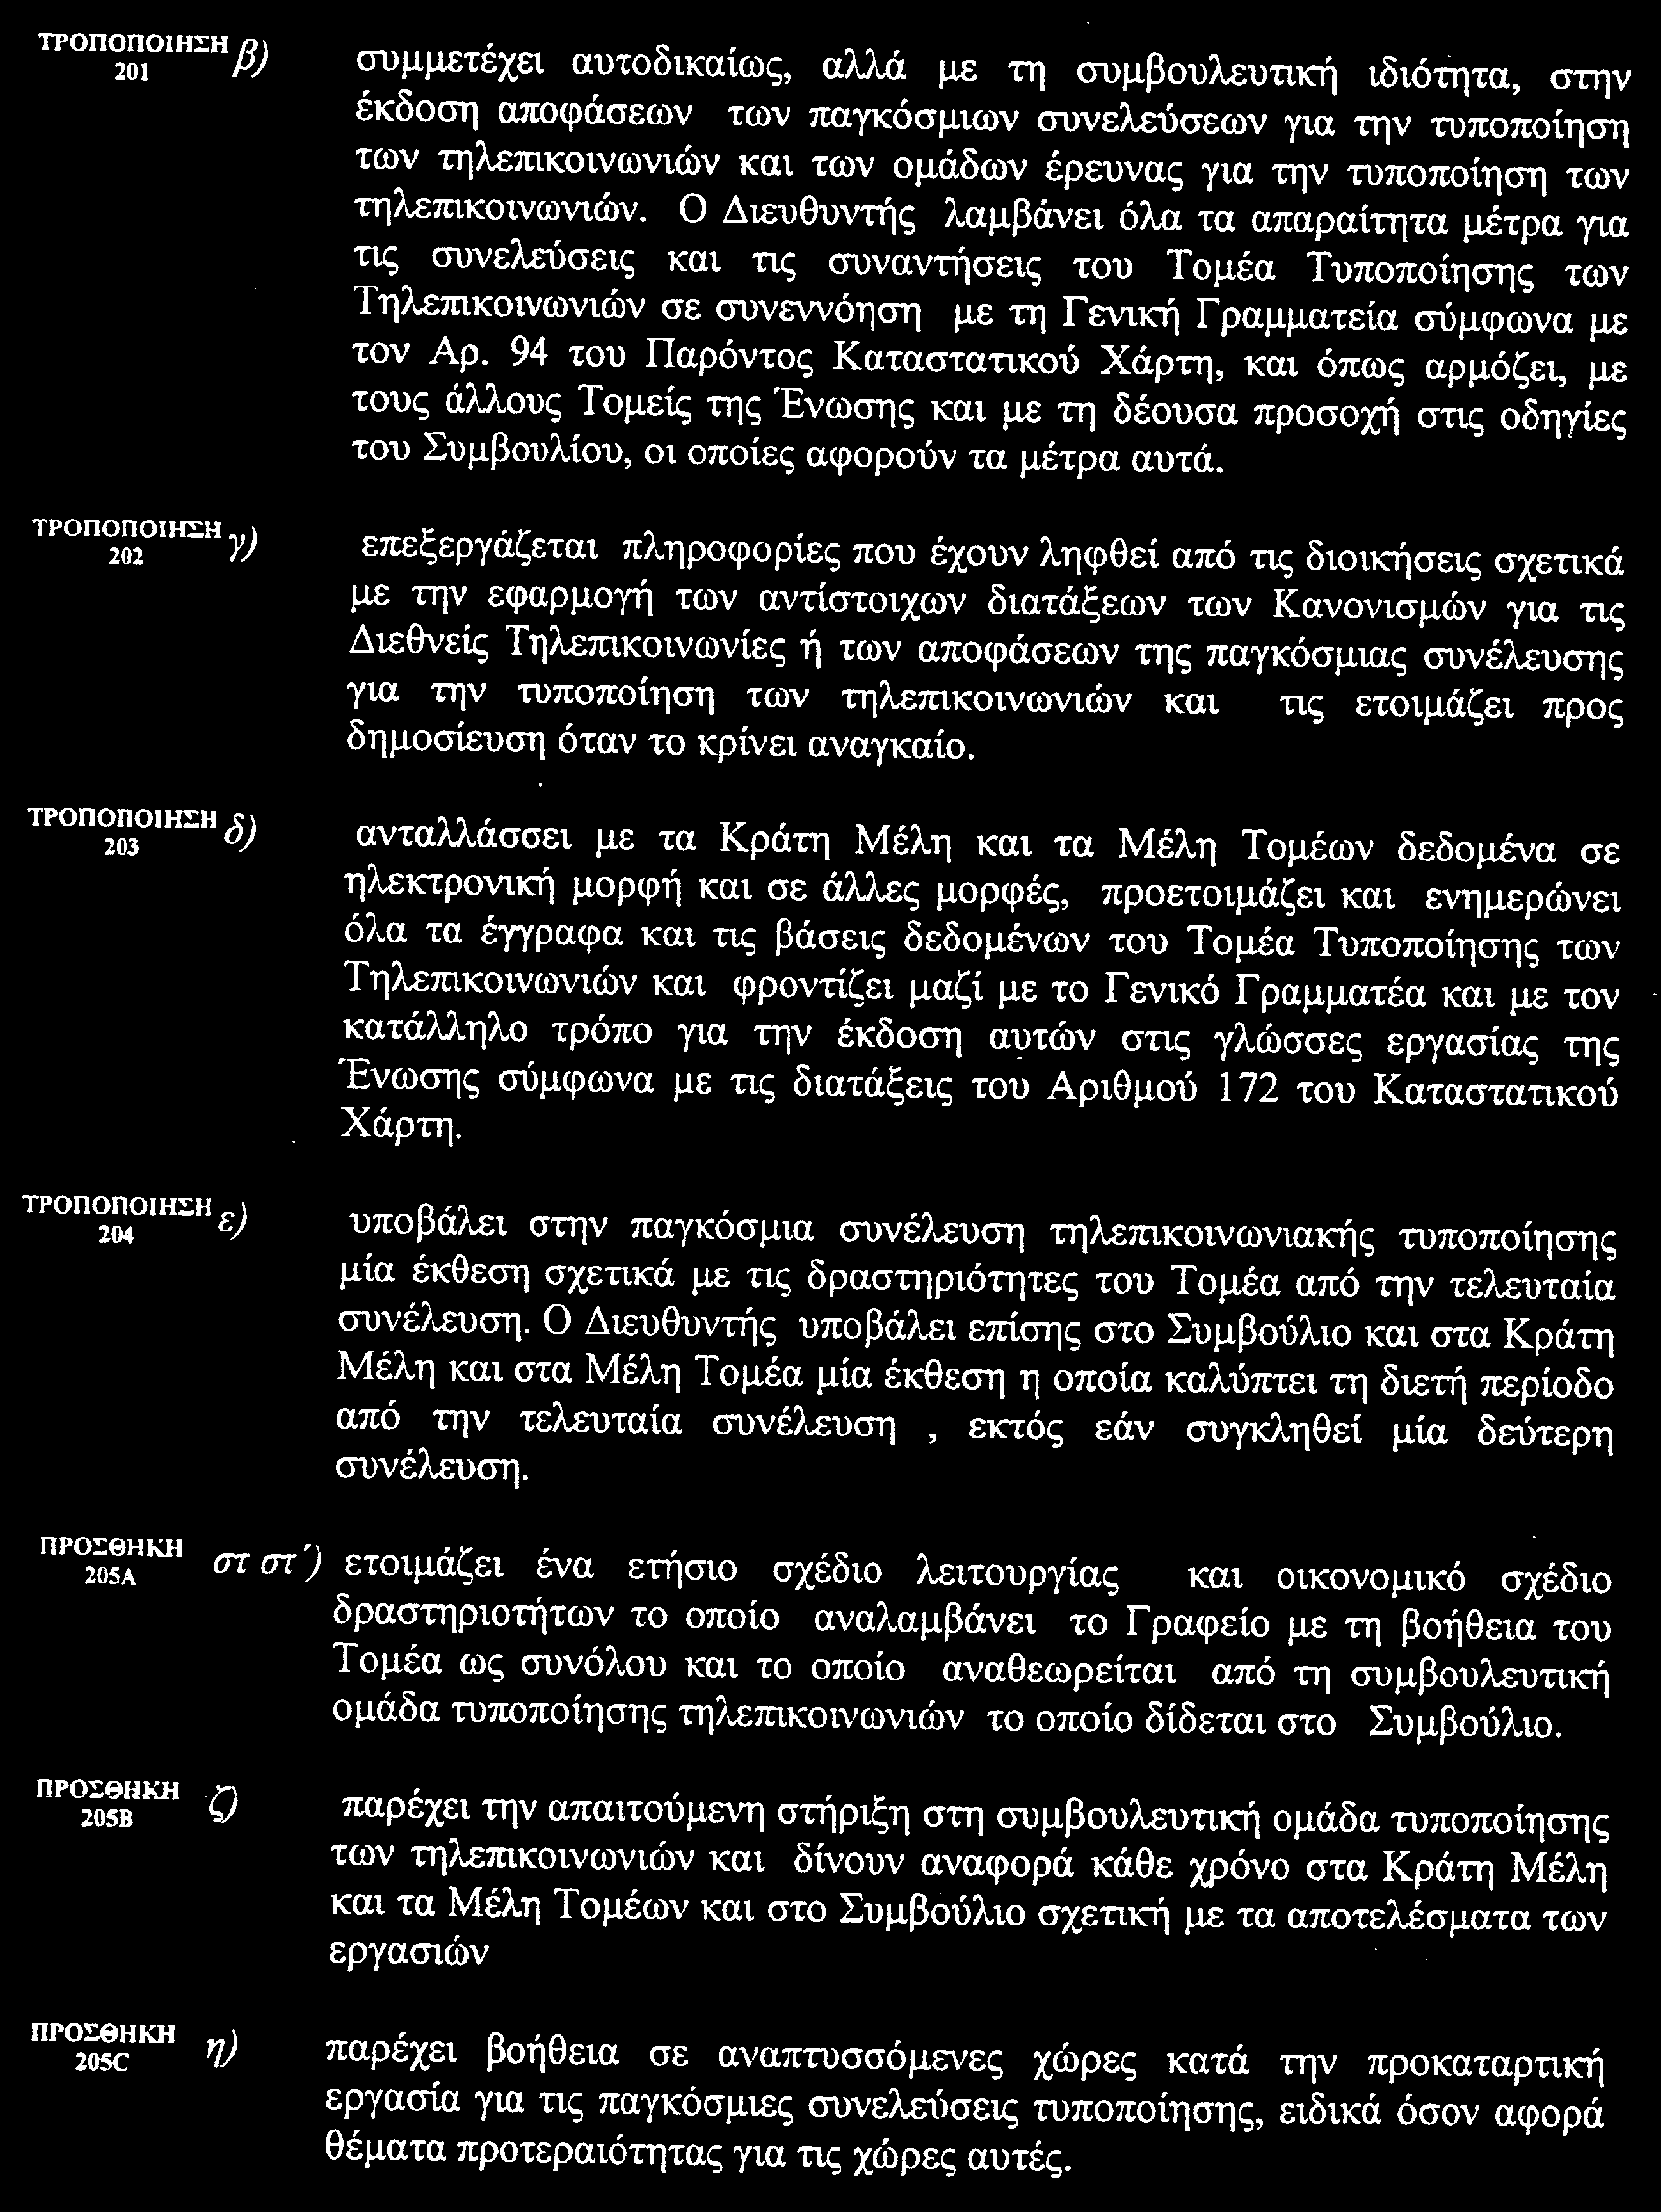 ΤΡΟΠΟΠΟΙΗΣΗ β) συμμετέχει αυτοδικαίως, αλλά με τη συμβουλευτική ιδιότητα, στην
201
έκδοση αποφάσεων των παγκόσμιων συνελεύσεων για την τυποποίηση
των τηλεπικοινωνιών και των ομάδων έρευνας για την τυποποίηση των
τηλεπικοινωνιών. Ο Διευθυντής λαμβάνει όλα τα απαραίτητα μέτρα για
τις συνελεύσεις και τις συναντήσεις του Τομέα Τυποποίησης των
Τηλεπικοινωνιών σε συνεννόηση με τη Γενική Γραμματεία σύμφωνα με
τον Αρ. 94 του Παρόντος Καταστατικού Χάρτη, και όπως αρμόζει, με
τους άλλους Τομείς της Ένωσης και με τη δέουσα προσοχή στις οδηγίες
του Συμβουλίου, οι οποίες αφορούν τα μέτρα αυτά.
ΤΡΟΠΟΠΟΙΗΣΗ γ) επεξεργάζεται πληροφορίες που έχουν ληφθεί από τις διοικήσεις σχετικά
202
με την εφαρμογή των αντίστοιχων διατάξεων των Κανονισμών για τις
Διεθνείς Τηλεπικοινωνίες ή των αποφάσεων της παγκόσμιας συνέλευσης
για την τυποποίηση των τηλεπικοινωνιών και τις ετοιμάζει προς
δημοσίευση όταν το κρίνει αναγκαίο.
ΤΡΟΠΟΠΟΙΗΣΗ δ) ανταλλάσσει με τα Κράτη Μέλη και τα Μέλη Τομέων δεδομένα σε
203
ηλεκτρονική μορφή και σε άλλες μορφές, προετοιμάζει και ενημερώνει
όλα τα έγγραφα και τις βάσεις δεδομένων του Τομέα Τυποποίησης των
Τηλεπικοινωνιών και φροντίζει μαζί με το Γενικό Γραμματέα και με τον
κατάλληλο τρόπο για την έκδοση αυτών στις γλώσσες εργασίας της
Ένωσης σύμφωνα με τις διατάξεις του Αριθμού 172 του Καταστατικού
Χάρτη.
ΤΡΟΠΟΠΟΙΗΣΗ ε) υποβάλει στην παγκόσμια συνέλευση τηλεπικοινωνιακής τυποποίησης
204
μία έκθεση σχετικά με τις δραστηριότητες του Τομέα από την τελευταία
συνέλευση. Ο Διευθυντής υποβάλει επίσης στο Συμβούλιο και στα Κράτη
Μέλη και στα Μέλη Τομέα μία έκθεση η οποία καλύπτει τη διετή περίοδο
από την τελευταία συνέλευση , εκτός εάν συγκληθεί μία δεύτερη
συνέλευση.
ΠΡΟΣΘΗΚΗ στ στ΄) ετοιμάζει ένα ετήσιο σχέδιο λειτουργίας και οικονομικό σχέδιο
205A
δραστηριοτήτων το οποίο αναλαμβάνει το Γραφείο με τη βοήθεια του
Τομέα ως συνόλου και το οποίο αναθεωρείται από τη συμβουλευτική
ομάδα τυποποίησης τηλεπικοινωνιών το οποίο δίδεται στο Συμβούλιο.
ΠΡΟΣΘΗΚΗ ζ) παρέχει την απαιτούμενη στήριξη στη συμβουλευτική ομάδα τυποποίησης
205B
των τηλεπικοινωνιών και δίνουν αναφορά κάθε χρόνο στα Κράτη Μέλη
και τα Μέλη Τομέων και στο Συμβούλιο σχετική με τα αποτελέσματα των
εργασιών
ΠΡΟΣΘΗΚΗ η) παρέχει βοήθεια σε αναπτυσσόμενες χώρες κατά την προκαταρτική
205C
εργασία για τις παγκόσμιες συνελεύσεις τυποποίησης, ειδικά όσον αφορά
θέματα προτεραιότητας για τις χώρες αυτές.